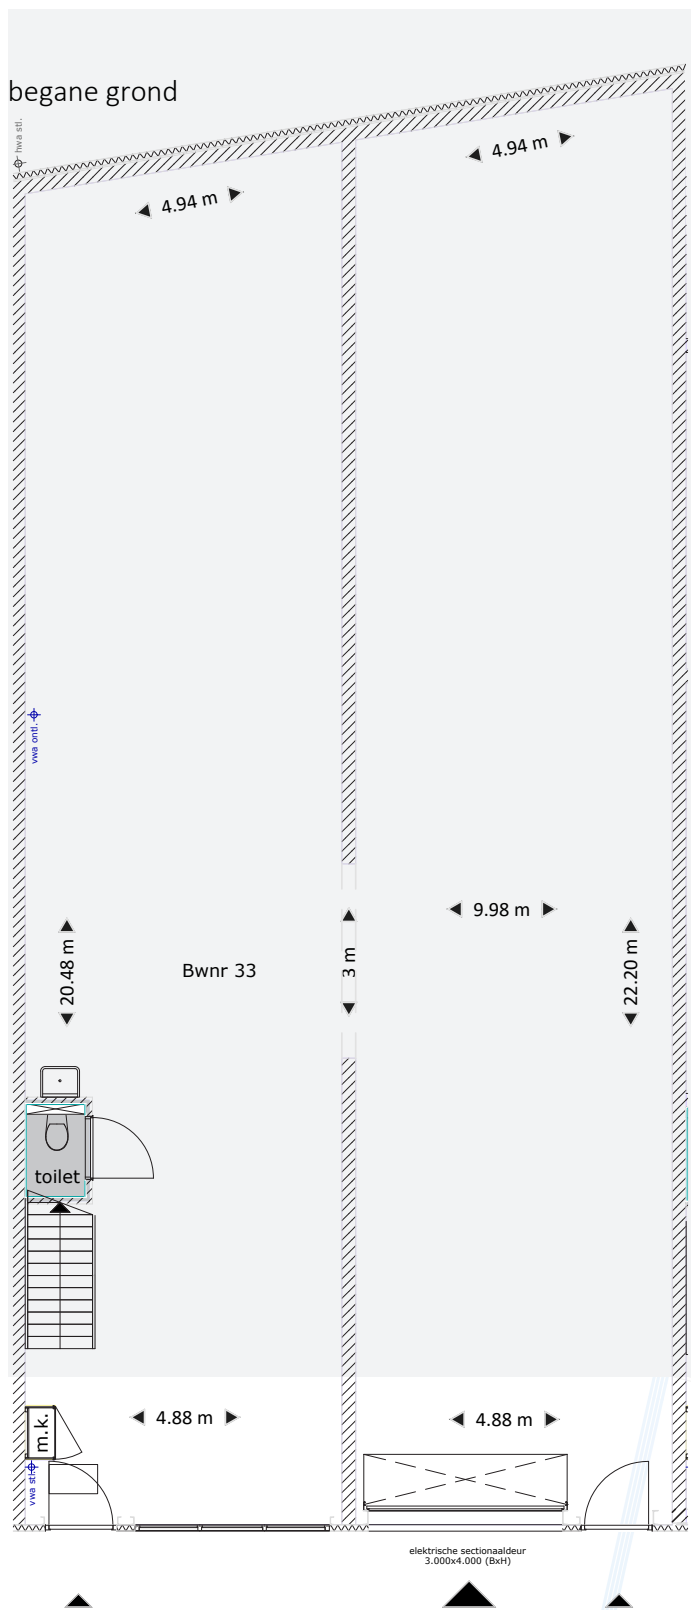 begane grond
hwa stl.
4.94 m
4.94 m
vwa ontl.
9.98 m
20.48 m
Bwnr 33
3 m
22.20 m
toilet
4.88 m
4.88 m
m.k.
vwa stl.
elektrische sectionaaldeur
3.000x4.000 (BxH)